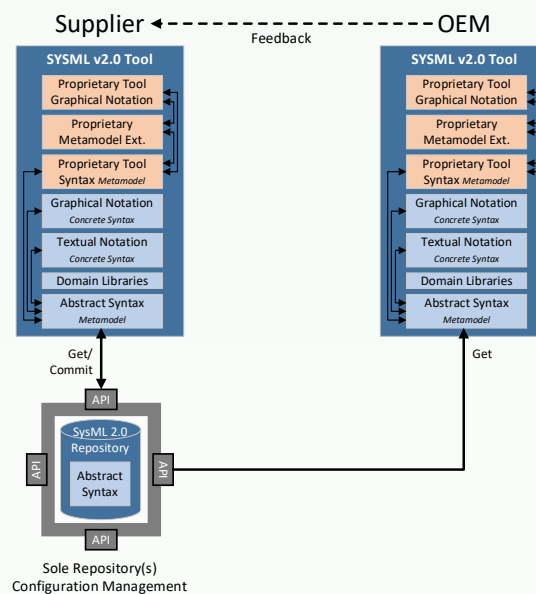 Supplier
OEM
Feedback
SYSML v2.0 Tool
Proprietary Tool
Graphical Notation
Proprietary
Metamodel Ext.
Proprietary Tool
Syntax Metamodel
Graphical Notation
Concrete Syntax
Textual Notation
Concrete Syntax
Domain Libraries
Abstract Syntax
Metamodel
SYSML v2.0 Tool
Proprietary Tool
Graphical Notation
Proprietary
Metamodel Ext.
Proprietary Tool
Syntax Metamodel
Graphical Notation
Concrete Syntax
Textual Notation
Concrete Syntax
Domain Libraries
Abstract Syntax
Metamodel
Get/
Commit
Get
API
SysML 2.0
Repository
API
Abstract
Syntax
API
API
Sole Repository(s)
Configuration Management